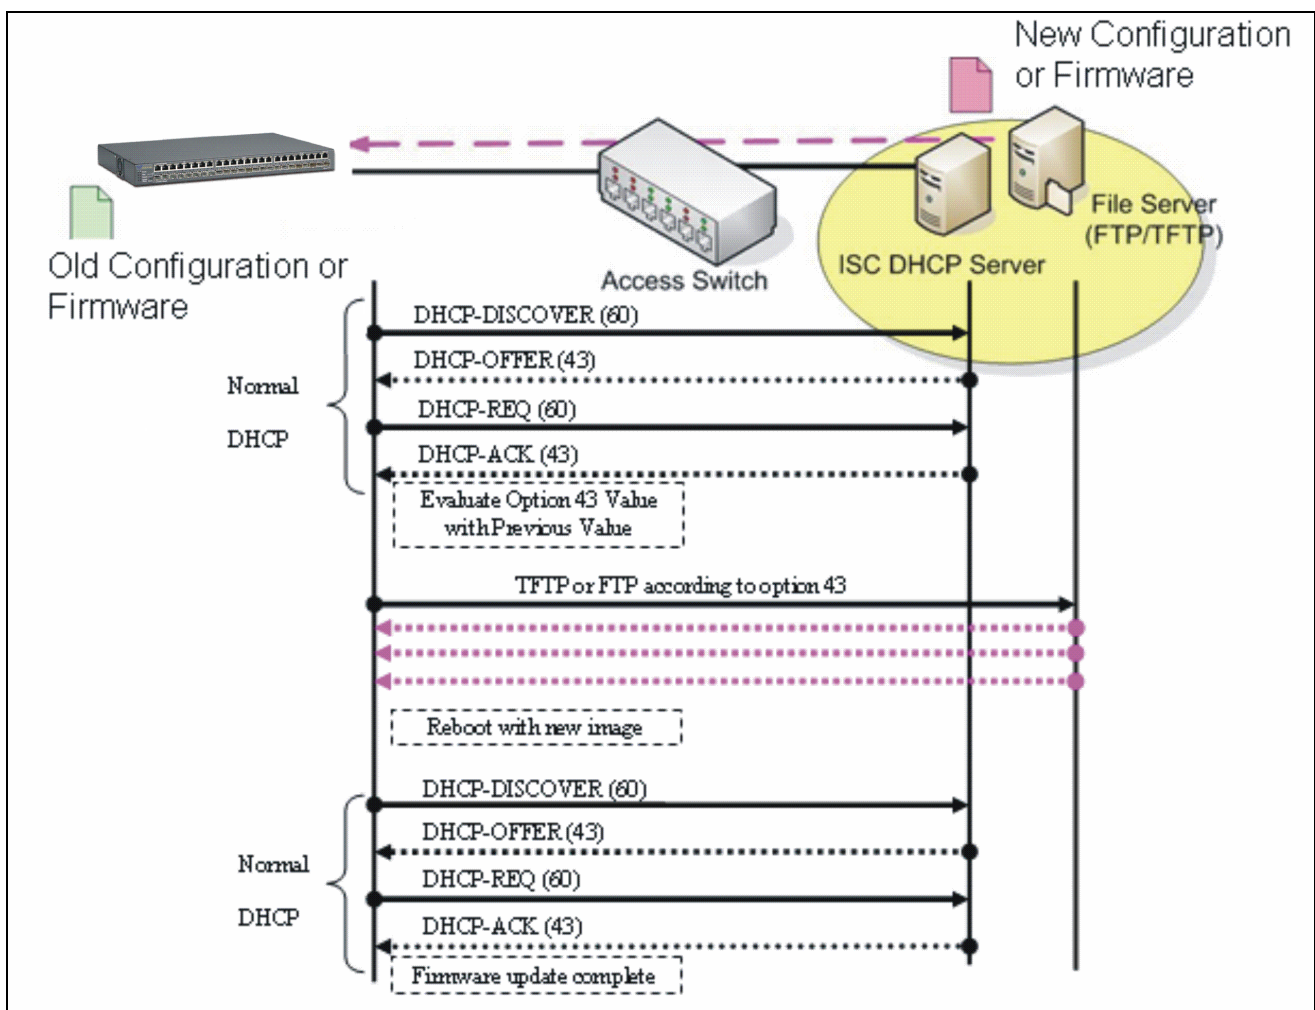 New Configuration
or Firmware
File Server
(FTP/TFTP)
ISC DHCP Server
Access Switch
Old Configuration or
Firmware
DHCP-DISCOVER (60)
DHCP-OFFER (43)
Normal
DHCP
DHCP-REQ (60)
DHCP-ACK (43)
Evaluate Option 43 Value
with Previous Value
TFTP or FTP according to option 43
Reboot with new image
DHCP-DISCOVER (60)
DHCP-OFFER (43)
Normal
DHCP
DHCP-REQ (60)
DHCP-ACK (43)
Firmware update complete